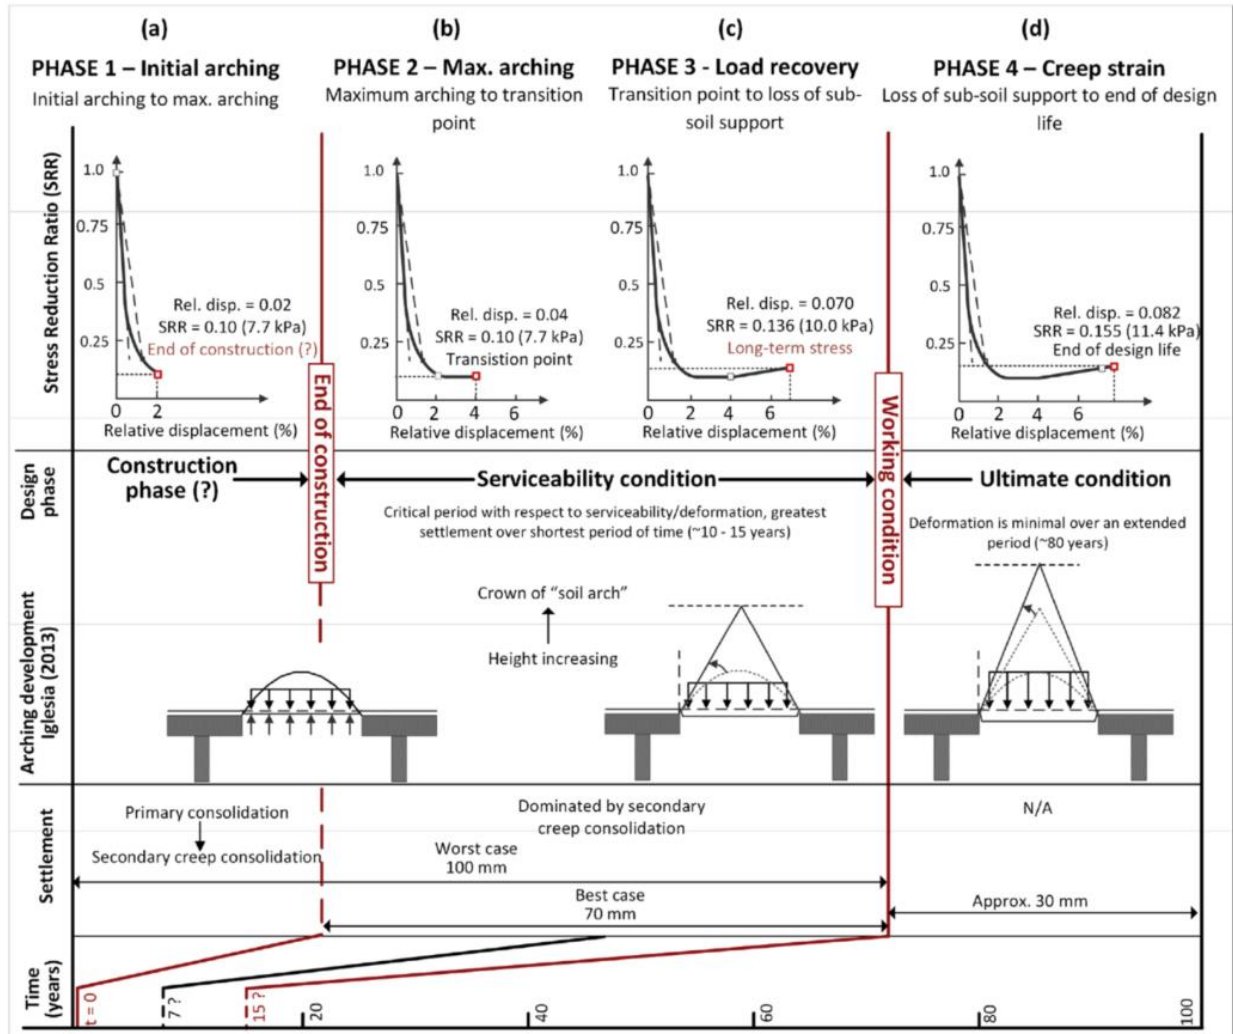 (a)
PHASE 1 – Initial arching
Initial arching to max. arching
(b)
PHASE 2 – Max. arching
Maximum arching to transition
point
(c)
PHASE 3 - Load recovery
Transition point to loss of sub-
soil support
(d)
PHASE 4 – Creep strain
Loss of sub-soil support to end of design
life
Stress Reduction Ratio (SRR)
1.0
0.75
0.5
0.25
Rel. disp. = 0.02
SRR = 0.10 (7.7 kPa)
End of construction (?)
0 2
Relative displacement (%)
1.0
0.75
0.5
0.25
Rel. disp. = 0.04
SRR = 0.10 (7.7 kPa)
Transistion point
0 2 4 6
Relative displacement (%)
1.0
0.75
0.5
0.25
Rel. disp. = 0.070
SRR = 0.136 (10.0 kPa)
Long-term stress
0 2 4 6
Relative displacement (%)
1.0
0.75
0.5
0.25
Rel. disp. = 0.082
SRR = 0.155 (11.4 kPa)
End of design life
0 2 4 6
Relative displacement (%)
End of construction
Working condition
Design
phase
Construction
phase (?)
Serviceability condition
Critical period with respect to serviceability/deformation, greatest
settlement over shortest period of time (~10 - 15 years)
Ultimate condition
Deformation is minimal over an extended
period (~80 years)
Arching development
Iglesia (2013)
Crown of “soil arch”
Height increasing
Settlement
Primary consolidation
Secondary creep consolidation
Dominated by secondary
creep consolidation
N/A
Worst case
100 mm
Best case
70 mm
Approx. 30 mm
Time
(years)
t = 0
7 ?
15 ?
20
40
60
80
100